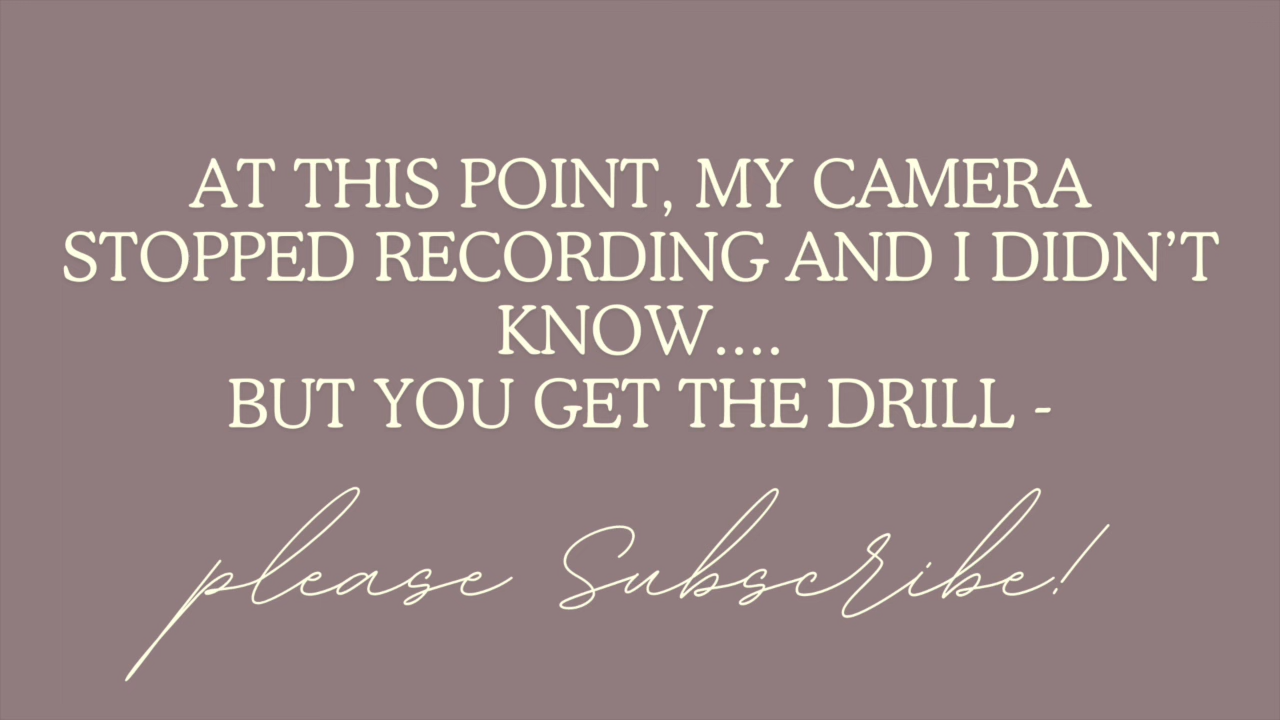 AT THIS POINT, MY CAMERA
STOPPED RECORDING AND I DIDN’T
KNOW....
BUT YOU GET THE DRILL -
please Subscribe!